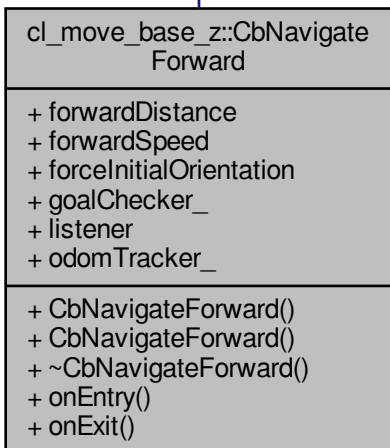 cl_move_base_z::CbNavigate
Forward
+ forwardDistance
+ forwardSpeed
+ forceInitialOrientation
+ goalChecker_
+ listener
+ odomTracker_
+ CbNavigateForward()
+ CbNavigateForward()
+ ~CbNavigateForward()
+ onEntry()
+ onExit()